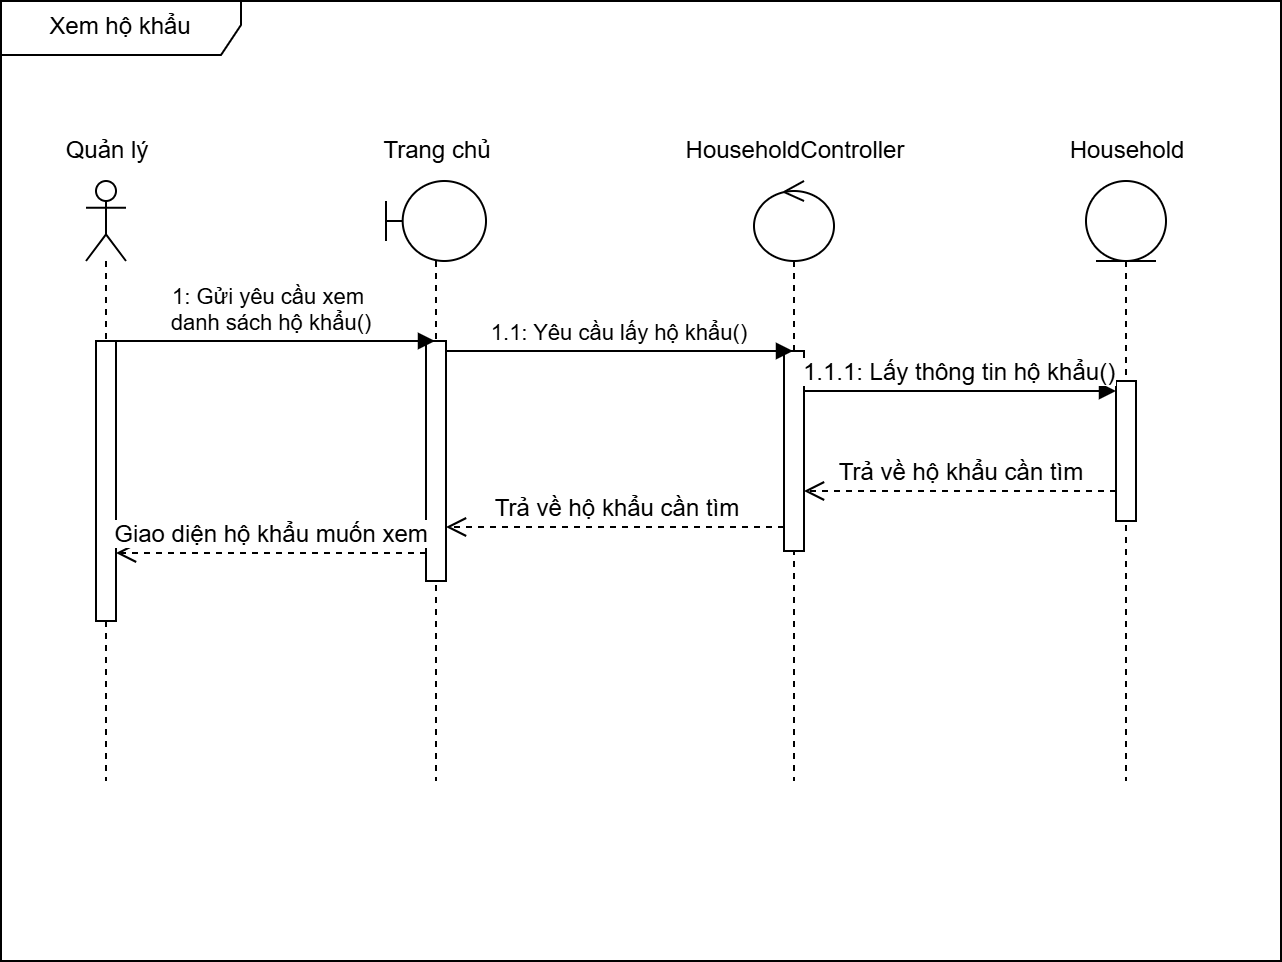 Xem hộ khẩu
Quản lý
Trang chủ
HouseholdController
Household
1: Gửi yêu cầu xem
danh sách hộ khẩu()
1.1: Yêu cầu lấy hộ khẩu()
1.1.1: Lấy thông tin hộ khẩu()
Trả về hộ khẩu cần tìm
Trả về hộ khẩu cần tìm
Giao diện hộ khẩu muốn xem